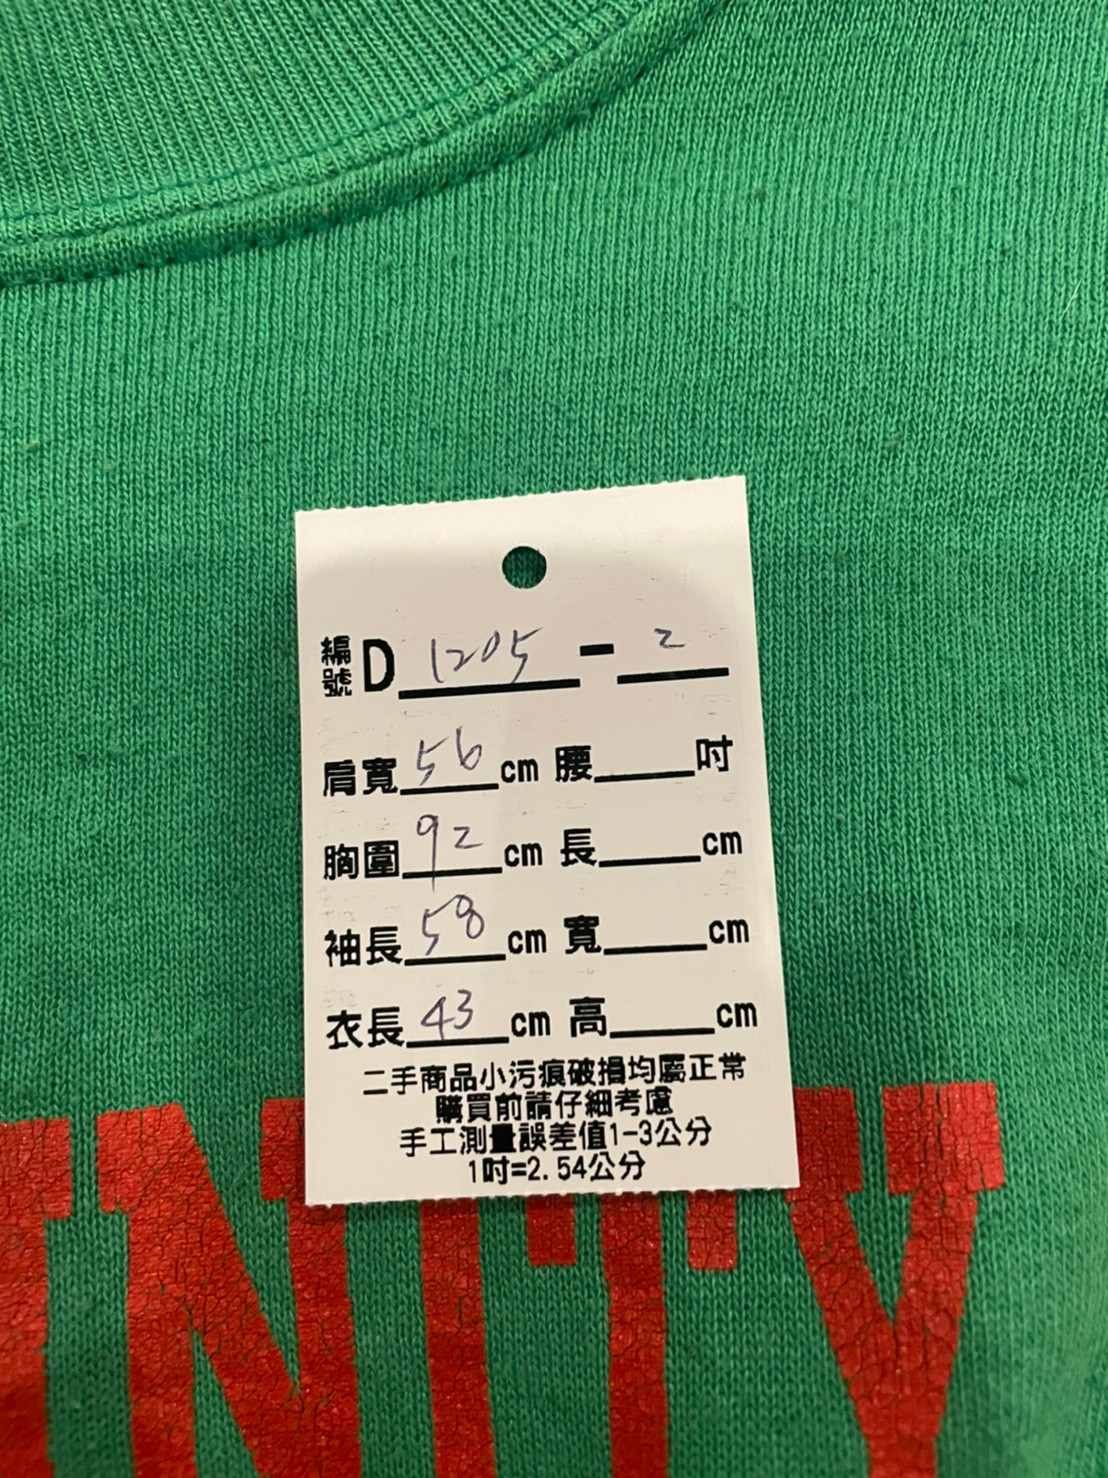 編號 D 1205 - 2
肩寬 56 cm 腰 吋
胸圍 92 cm 長 cm
袖長 58 cm 寬 cm
衣長 43 cm 高 cm
二手商品小污痕破損均屬正常
購買前請仔細考慮
手工測量誤差值1-3公分
1吋=2.54公分
NITY